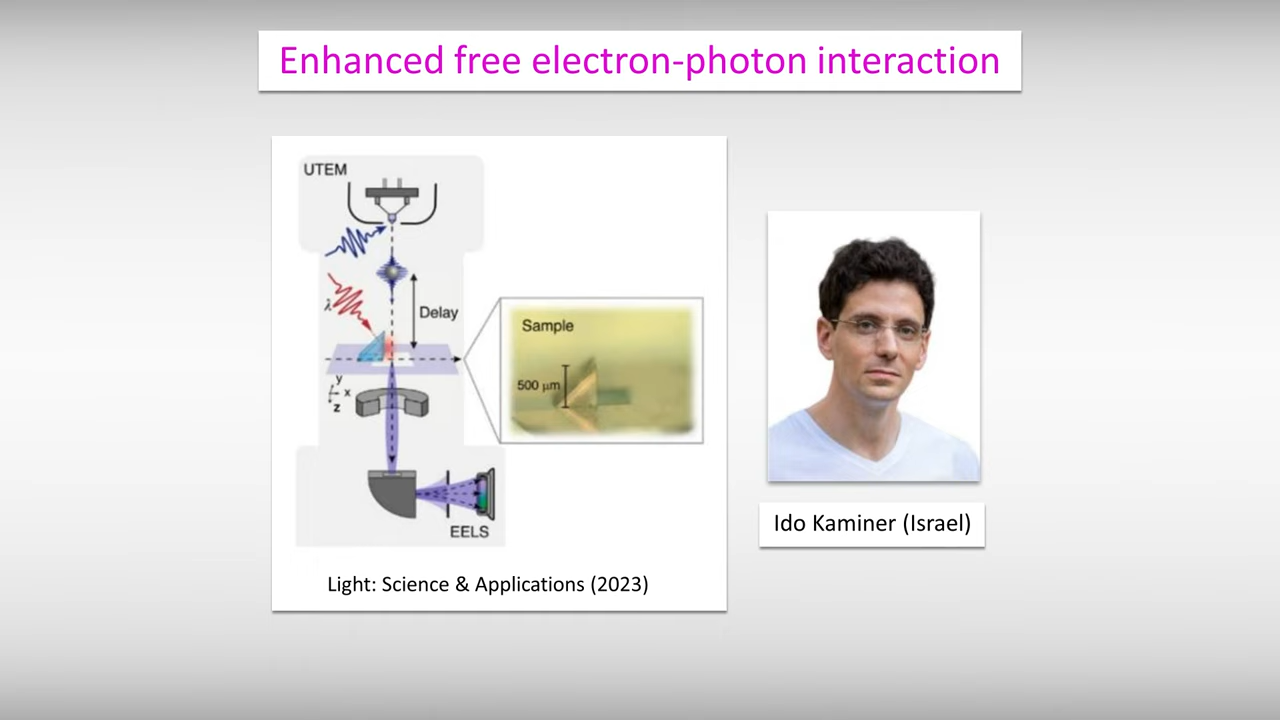 Enhanced free electron-photon interaction
UTEM
λ
Delay
Sample
500 μm
y
x
z
EELS
Light: Science & Applications (2023)
Ido Kaminer (Israel)